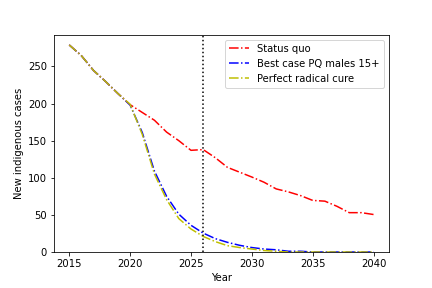 Status quo
Best case PQ males 15+
Perfect radical cure
New indigenous cases
250
200
150
100
50
0
2015
2020
2025
2030
2035
2040
Year